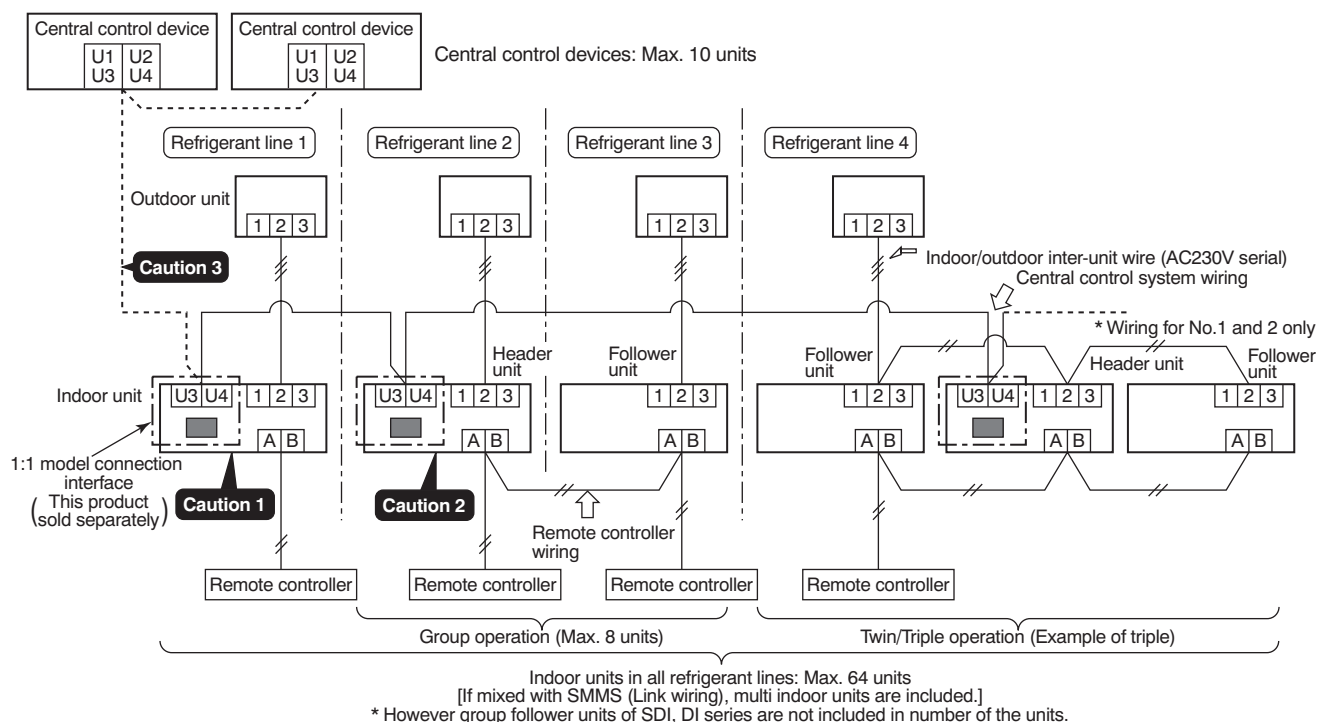 Central control device
U1 U2
U3 U4
Central control device
U1 U2
U3 U4
Central control devices: Max. 10 units
Refrigerant line 1
Refrigerant line 2
Refrigerant line 3
Refrigerant line 4
Outdoor unit
1 2 3
1 2 3
1 2 3
1 2 3
Caution 3
Indoor/outdoor inter-unit wire (AC230V serial)
Central control system wiring
* Wiring for No.1 and 2 only
Header
unit
Follower
unit
Follower
unit
Header unit
Follower
unit
Indoor unit
U3 U4
1 2 3
U3 U4
1 2 3
1 2 3
1 2 3
U3 U4
1 2 3
1 2 3
A B
A B
A B
A B
A B
A B
1:1 model connection
interface
(This product
sold separately)
Caution 1
Caution 2
Remote controller
wiring
Remote controller
Remote controller
Remote controller
Remote controller
Group operation (Max. 8 units)
Twin/Triple operation (Example of triple)
Indoor units in all refrigerant lines: Max. 64 units
[If mixed with SMMS (Link wiring), multi indoor units are included.]
* However group follower units of SDI, DI series are not included in number of the units.